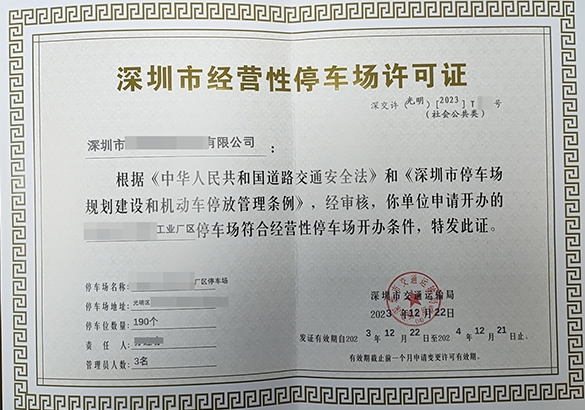 深圳市经营性停车场许可证
深交许（光明）[2023] T 号
（社会公共类）
深圳市 有限公司 ：
根据《中华人民共和国道路交通安全法》和《深圳市停车场
规划建设和机动车停放管理条例》，经审核，你单位申请开办的
工业厂区停车场符合经营性停车场开办条件，特发此证。
停车场名称: 厂区停车场
停车场地址: 光明区
停车位数量: 190个
责 任 人:
管理员人数: 3名
深圳市交通运输局
2023 年12月22日
发证有效期自2023年12月22日至2024年12月21日。
有效期截止前一个月申请变更许可有效期。